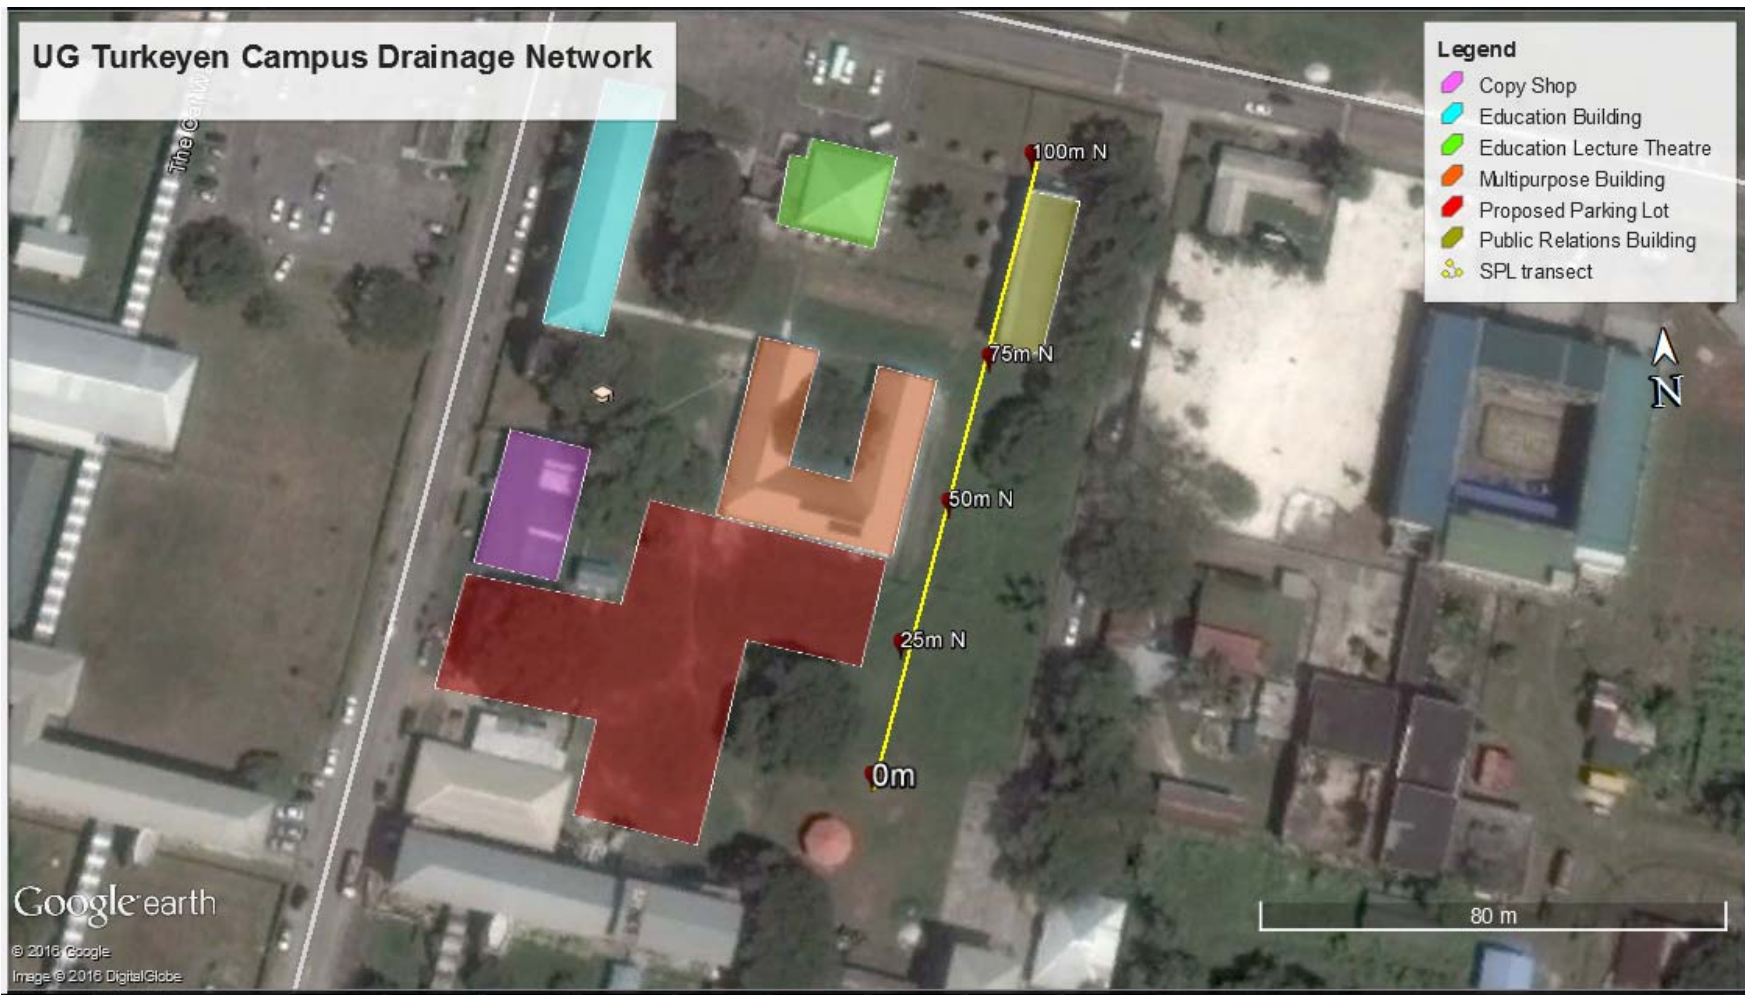 UG Turkeyen Campus Drainage Network
Legend
Copy Shop
Education Building
Education Lecture Theatre
Multipurpose Building
Proposed Parking Lot
Public Relations Building
SPL transect
The
100m N
75m N
50m N
25m N
0m
N
80 m
Google earth
© 2016 Google
Image © 2016 DigitalGlobe